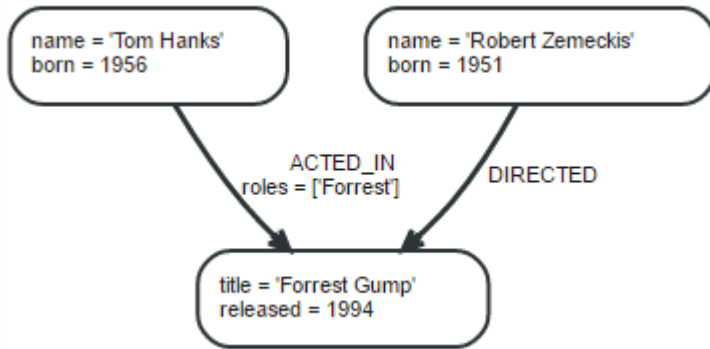 name = 'Tom Hanks'
born = 1956
name = 'Robert Zemeckis'
born = 1951
ACTED_IN
roles = ['Forrest']
DIRECTED
title = 'Forrest Gump'
released = 1994